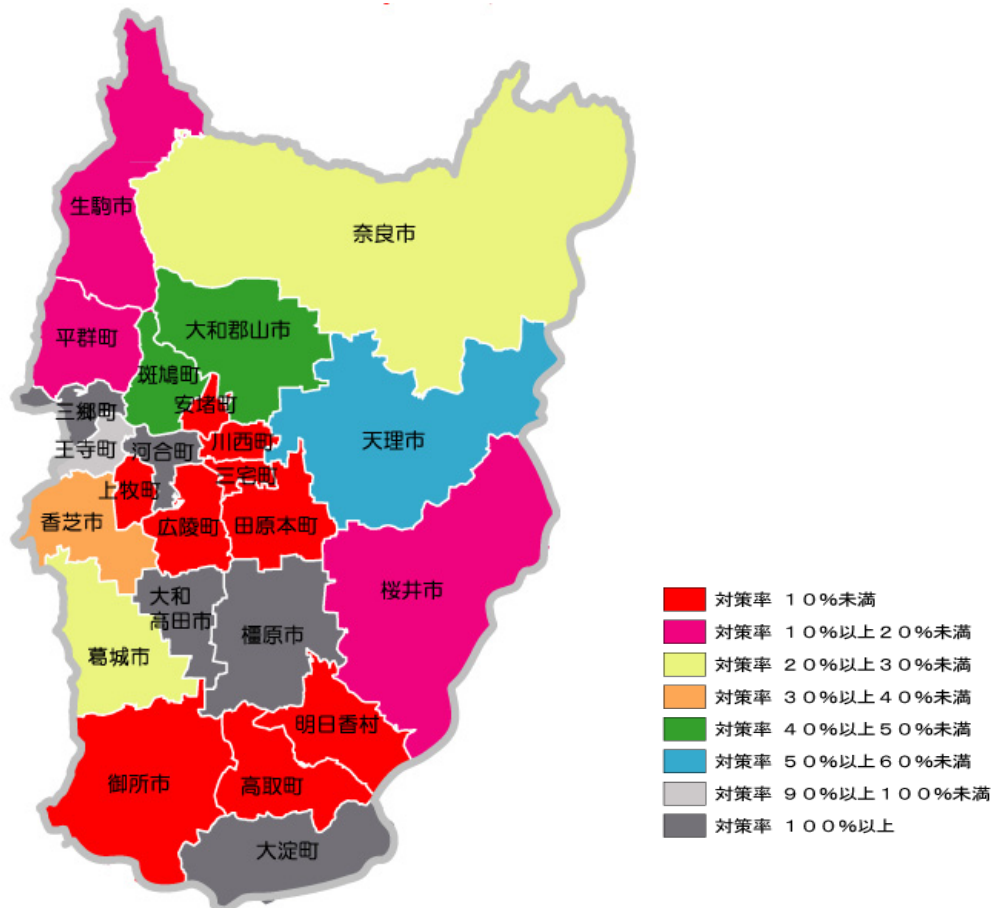 生駒市
奈良市
平群町
大和郡山市
斑鳩町
安堵町
三郷町
天理市
川西町
王寺町
河合町
三宅町
上牧町
香芝市
広陵町
田原本町
桜井市
大和
高田市
橿原市
葛城市
明日香村
御所市
高取町
大淀町
対策率 10%未満
対策率 10%以上20%未満
対策率 20%以上30%未満
対策率 30%以上40%未満
対策率 40%以上50%未満
対策率 50%以上60%未満
対策率 90%以上100%未満
対策率 100%以上